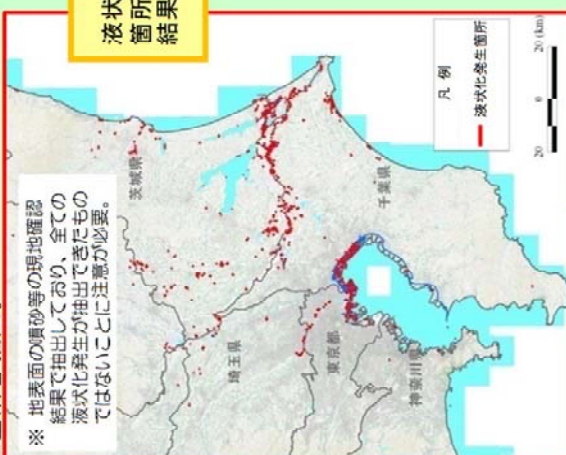 ※ 地表面の噴砂等の現地確認
結果で抽出しており、全ての
液状化発生が抽出できたもの
ではないことに注意が必要。
液状
箇所
結果
茨城県
埼玉県
千葉県
東京都
神奈川県
凡 例
液状化発生箇所
20 0 20 (km)